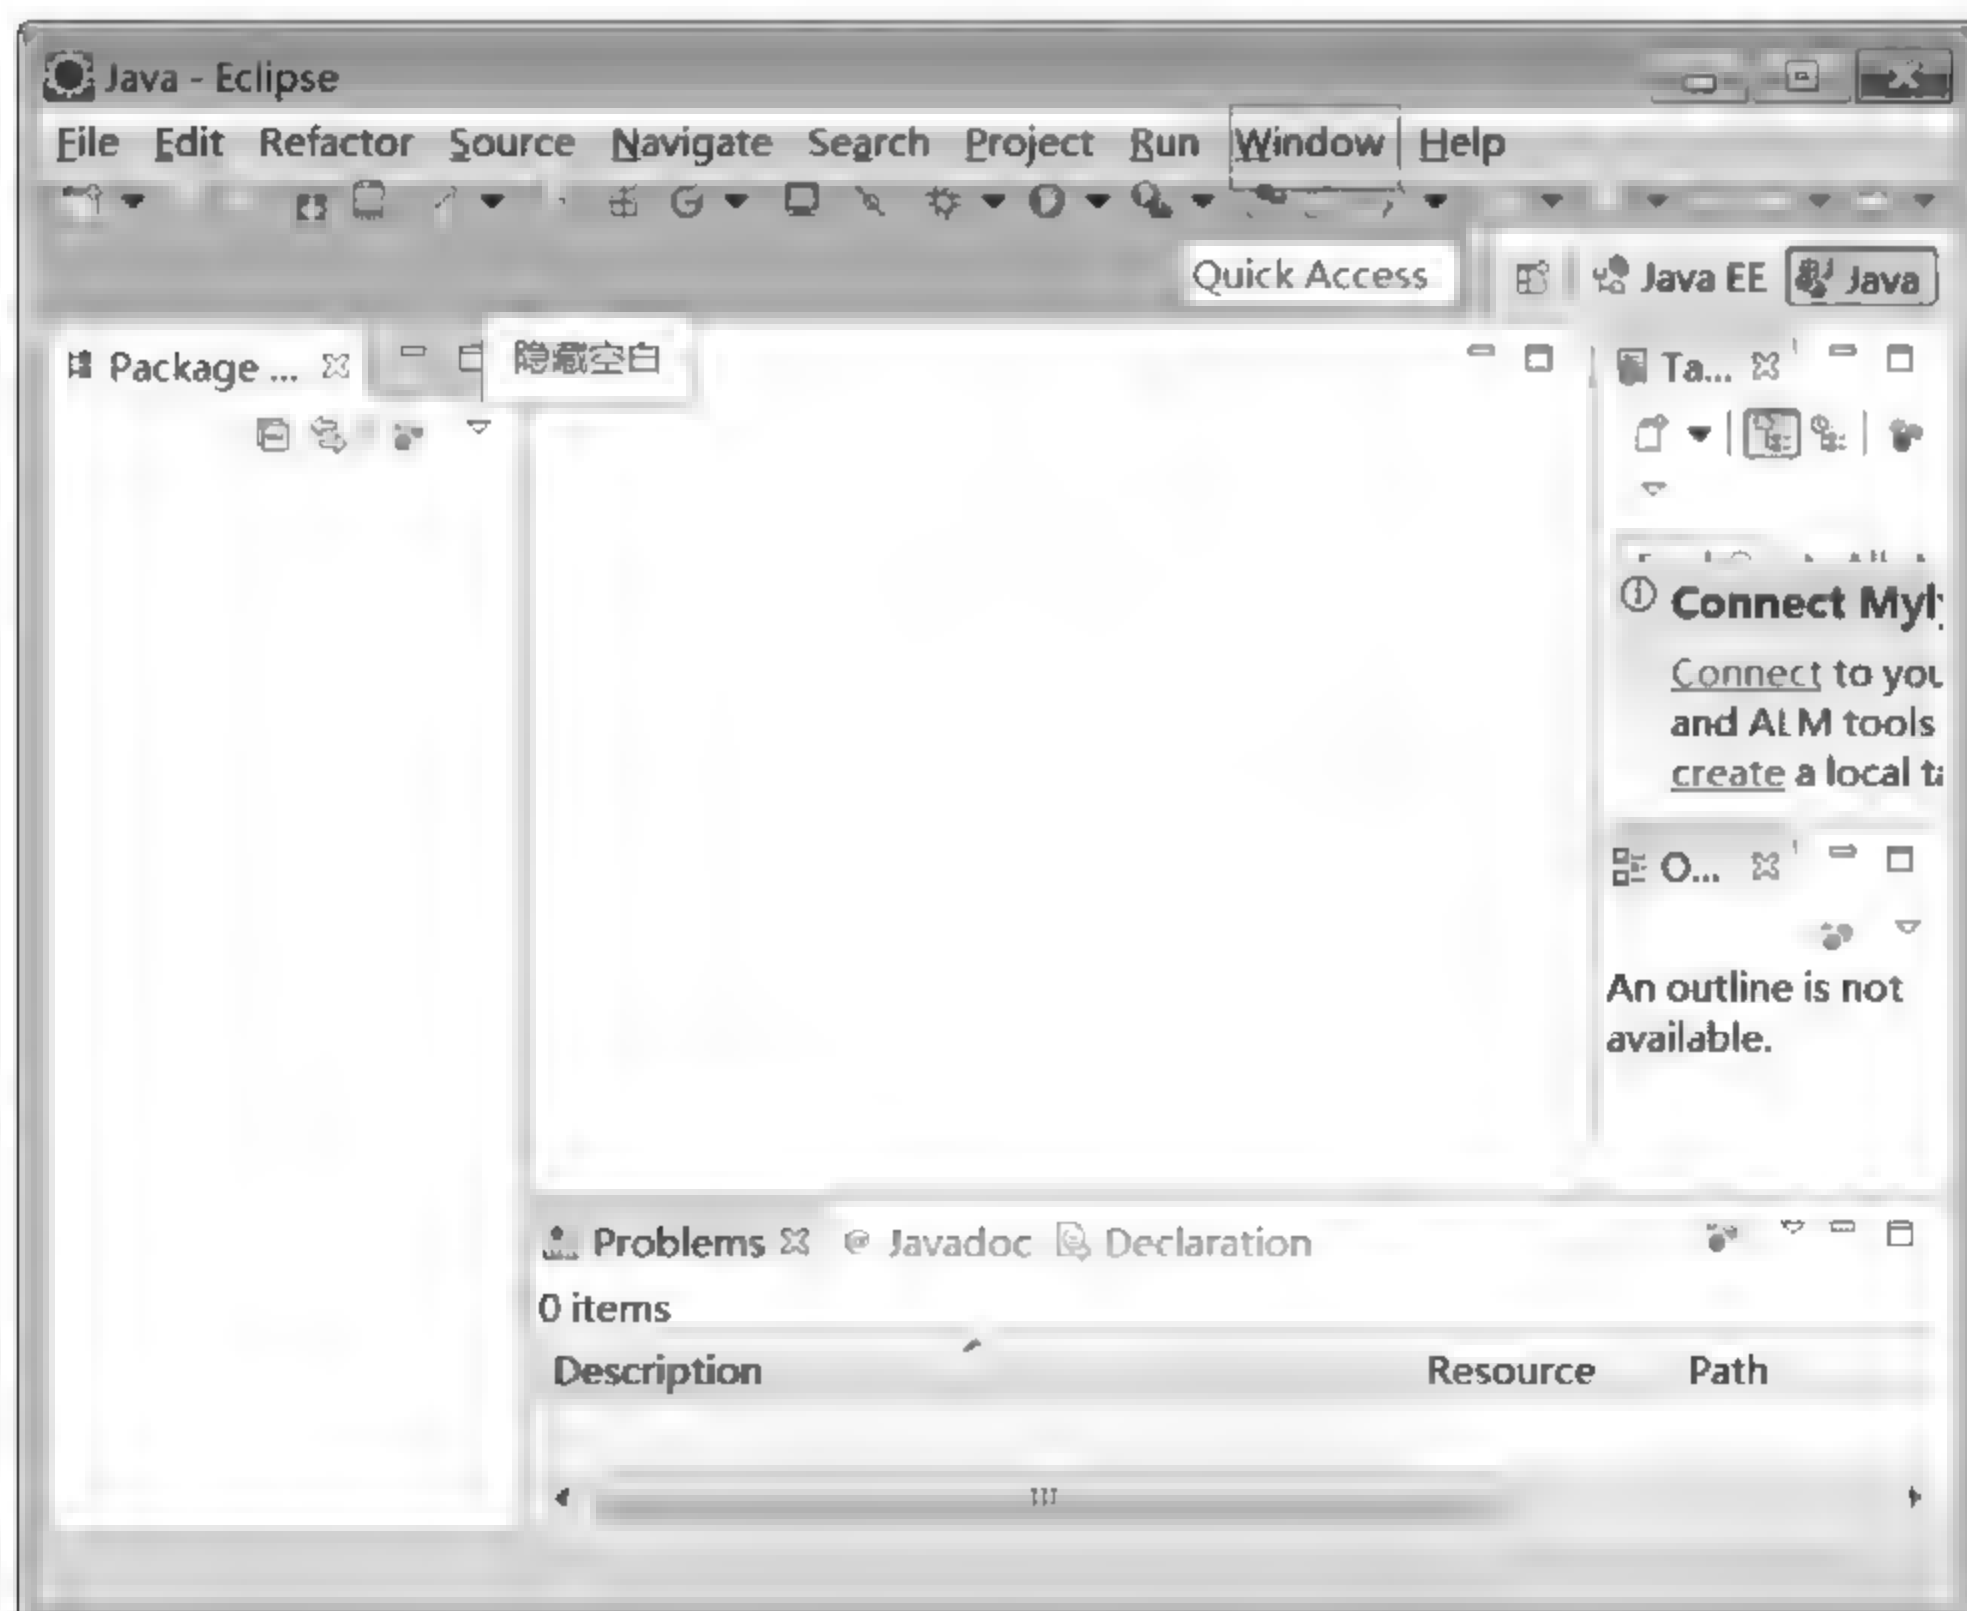 Java - Eclipse
File Edit Refactor Source Navigate Search Project Run Window Help
Quick Access Java EE Java
Package ... 隐藏空白 Ta...
Connect Myl
Connect to you
and ALM tools
create a local ta
O...
An outline is not
available.
Problems Javadoc Declaration
0 items
Description Resource Path